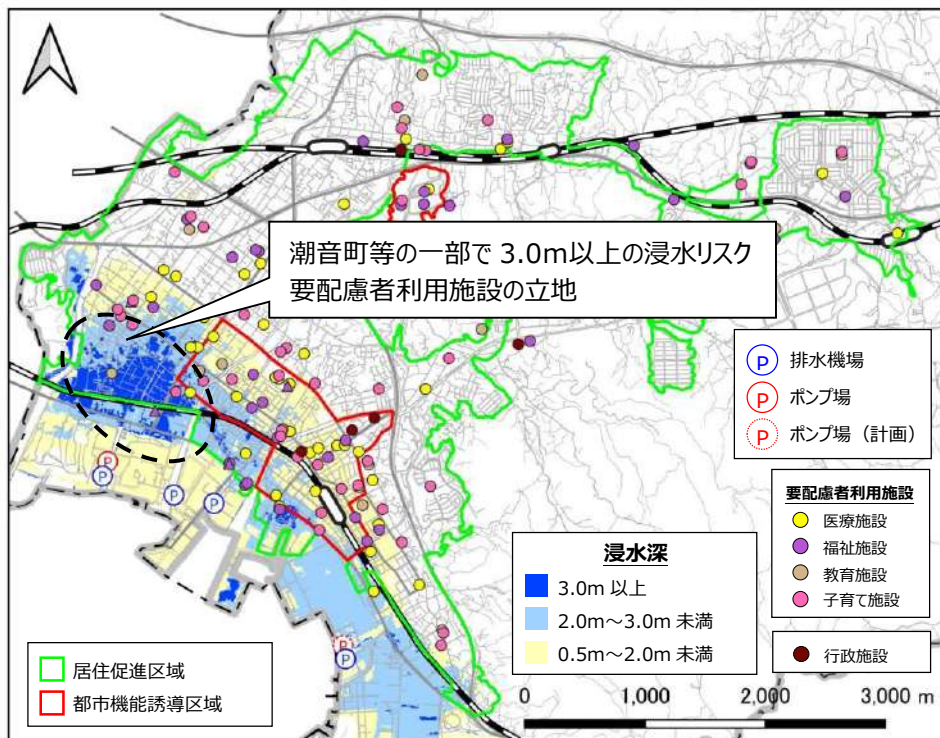 潮音町等の一部で 3.0m以上の浸水リスク
要配慮者利用施設の立地
P 排水機場
P ポンプ場
P ポンプ場（計画）
要配慮者利用施設
医療施設
福祉施設
教育施設
子育て施設
行政施設
浸水深
3.0m 以上
2.0m～3.0m 未満
0.5m～2.0m 未満
居住促進区域
都市機能誘導区域
0 1,000 2,000 3,000 m
P
P
P
P
P
P